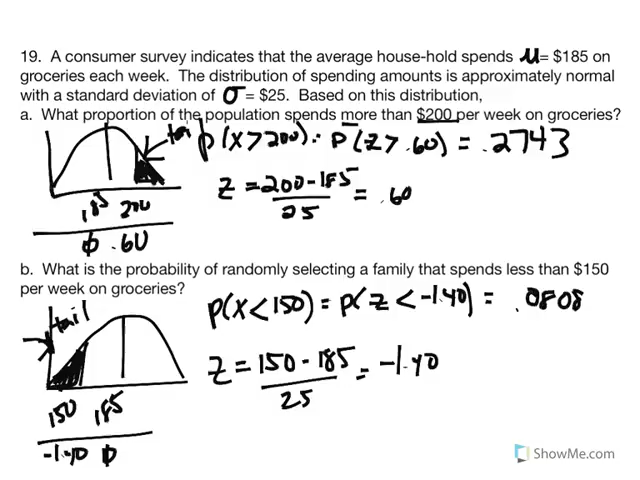 19. A consumer survey indicates that the average house-hold spends μ= $185 on
groceries each week. The distribution of spending amounts is approximately normal
with a standard deviation of σ = $25. Based on this distribution,
a. What proportion of the population spends more than $200 per week on groceries?
tail p(X>200) = P(Z > .60) = .2743
Z = 200-185 / 25 = .60
185 200
0 .60
b. What is the probability of randomly selecting a family that spends less than $150
per week on groceries?
tail P(X<150) = P(Z < -1.40) = .0808
Z = 150-185 / 25 = -1.40
150 185
-1.40 0
ShowMe.com